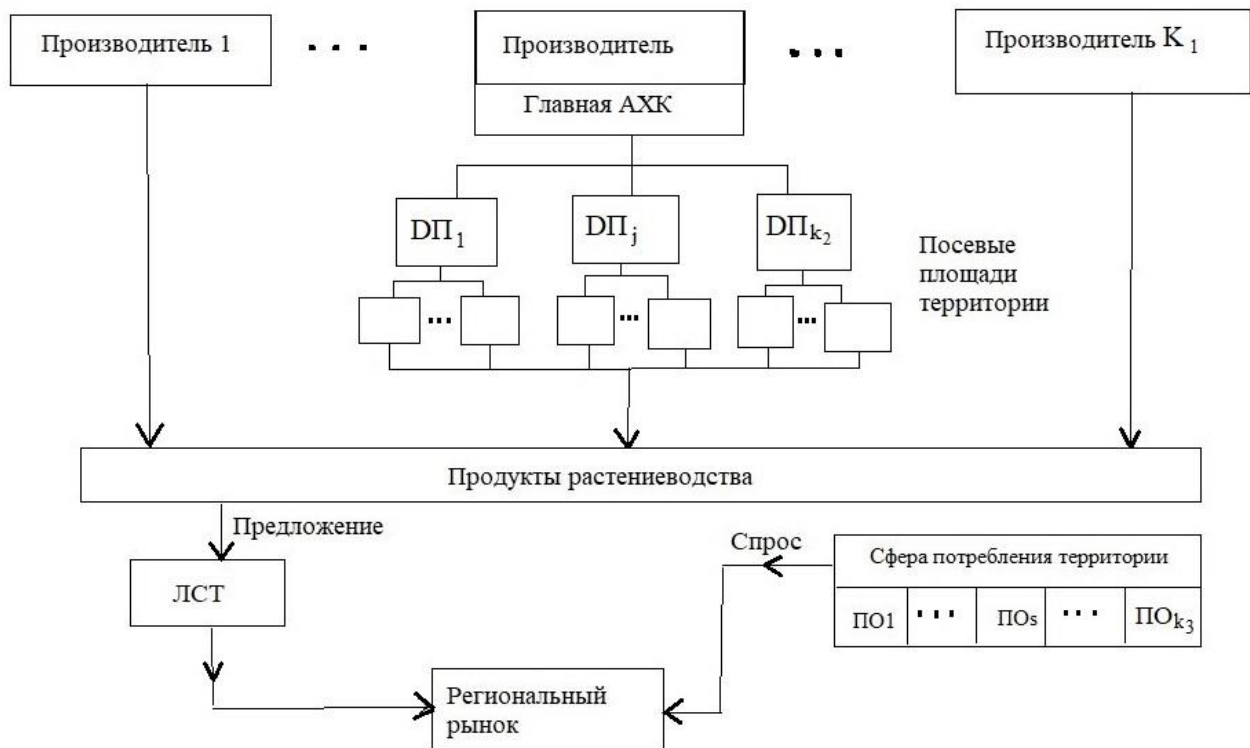 Производитель 1
...
Производитель
...
Производитель K₁
Главная АХК
DП₁
DПⱼ
DПk₂
Посевые
площади
территории
...
...
...
Продукты растениеводства
Предложение
Спрос
Сфера потребления территории
ЛСТ
ПО1
...
ПОs
...
ПОk₃
Региональный
рынок